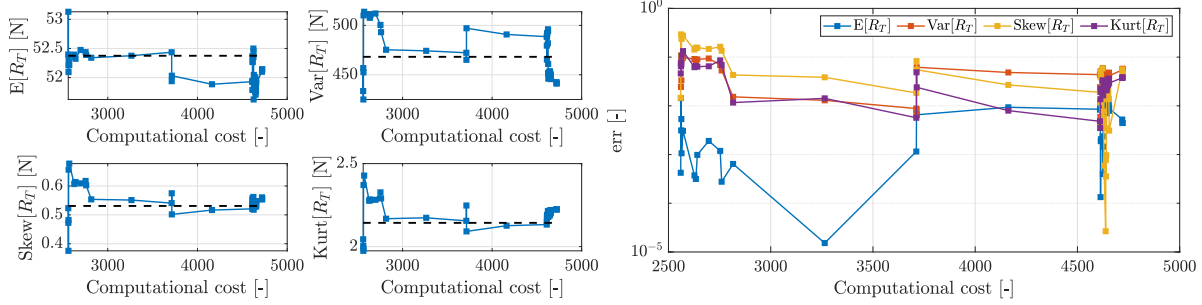 E[R_T] [N]
53
52.5
52
3000 4000 5000
Computational cost [-]
Var[R_T] [N]
500
450
3000 4000 5000
Computational cost [-]
Skew[R_T] [N]
0.6
0.5
0.4
3000 4000 5000
Computational cost [-]
Kurt[R_T] [N]
2.5
2
3000 4000 5000
Computational cost [-]
err [-]
10^0
10^-5
E[R_T] Var[R_T] Skew[R_T] Kurt[R_T]
2500 3000 3500 4000 4500 5000
Computational cost [-]